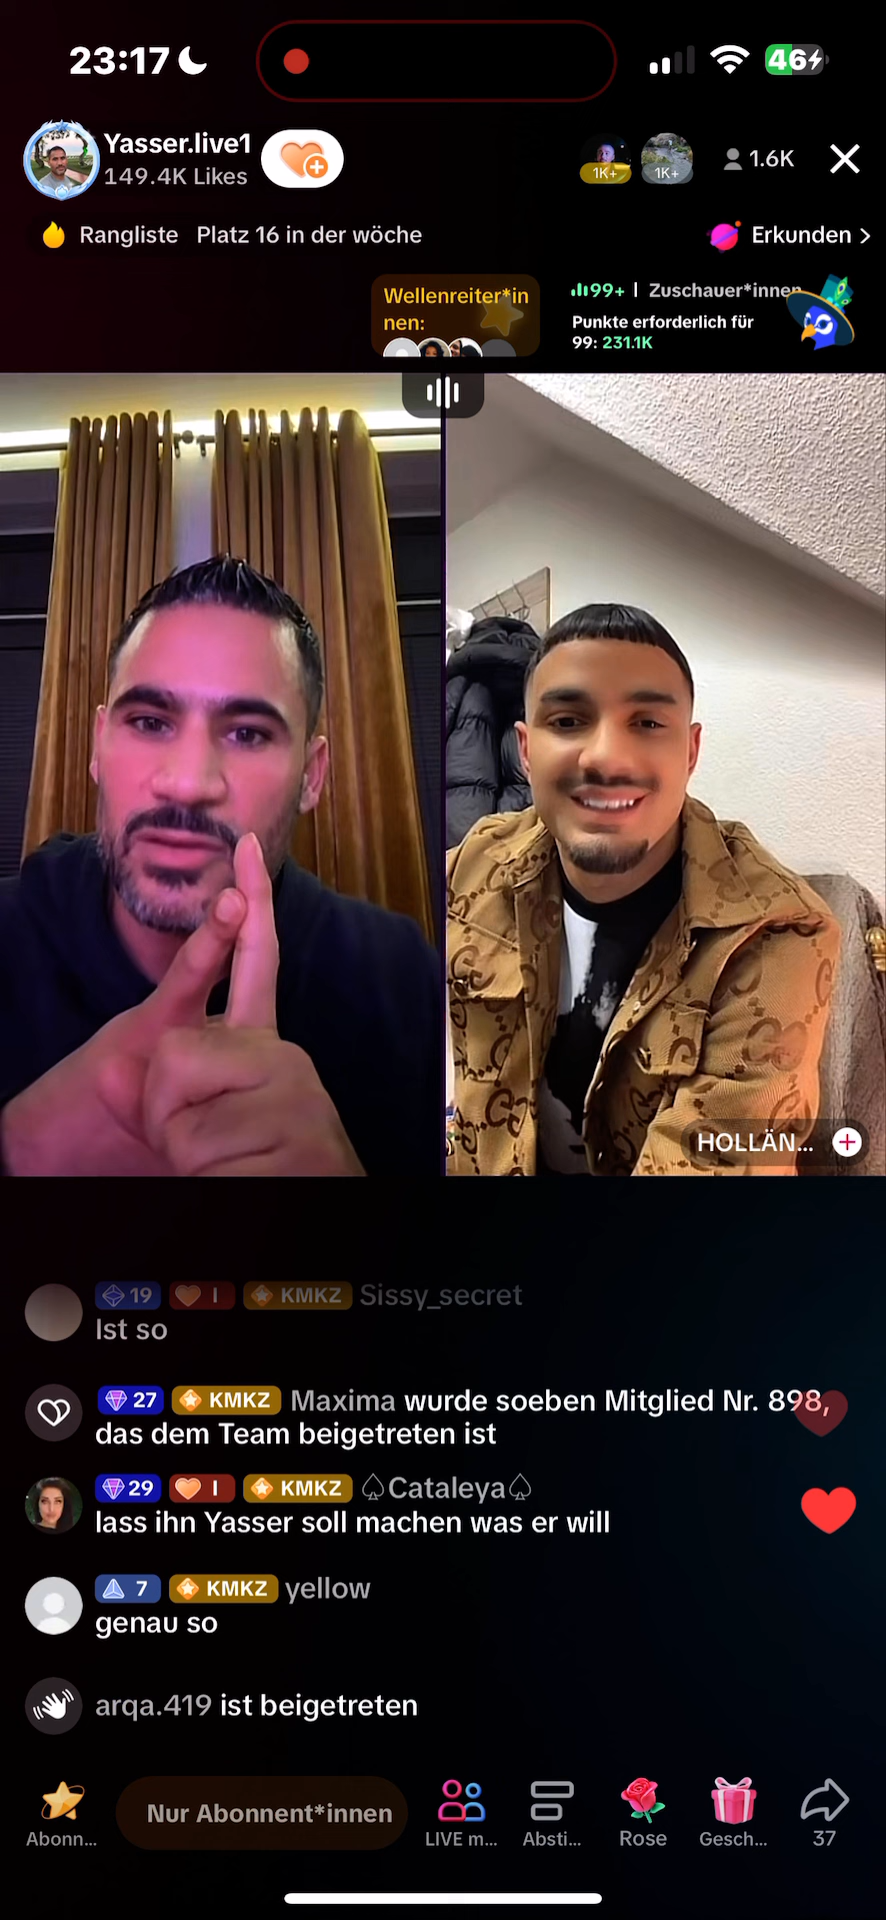 23:17
46
Yasser.live1
149.4K Likes
1K+
1K+
1.6K
Rangliste Platz 16 in der wöche
Erkunden
Wellenreiter*in
nen:
99+ | Zuschauer*innen
Punkte erforderlich für
99: 231.1K
HOLLÄN...
19 I KMKZ Sissy_secret
Ist so
27 KMKZ Maxima wurde soeben Mitglied Nr. 898,
das dem Team beigetreten ist
29 I KMKZ ♤Cataleya♤
lass ihn Yasser soll machen was er will
7 KMKZ yellow
genau so
arqa.419 ist beigetreten
Nur Abonnent*innen
Abonn... LIVE m... Absti... Rose Gesch... 37